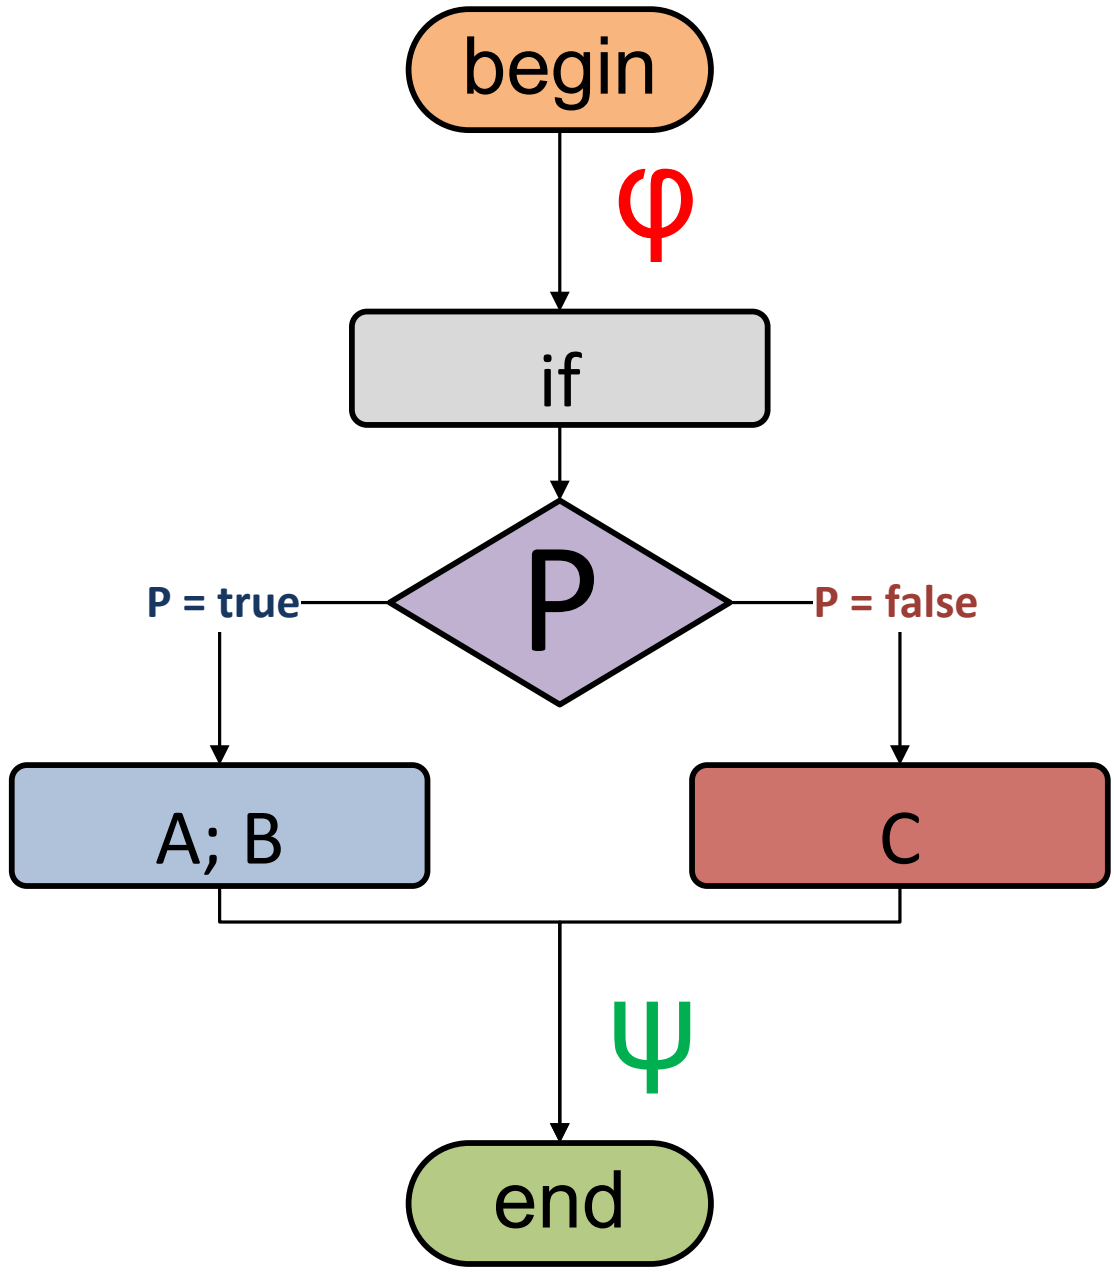 begin
φ
if
P
P = true
P = false
A; B
C
ψ
end